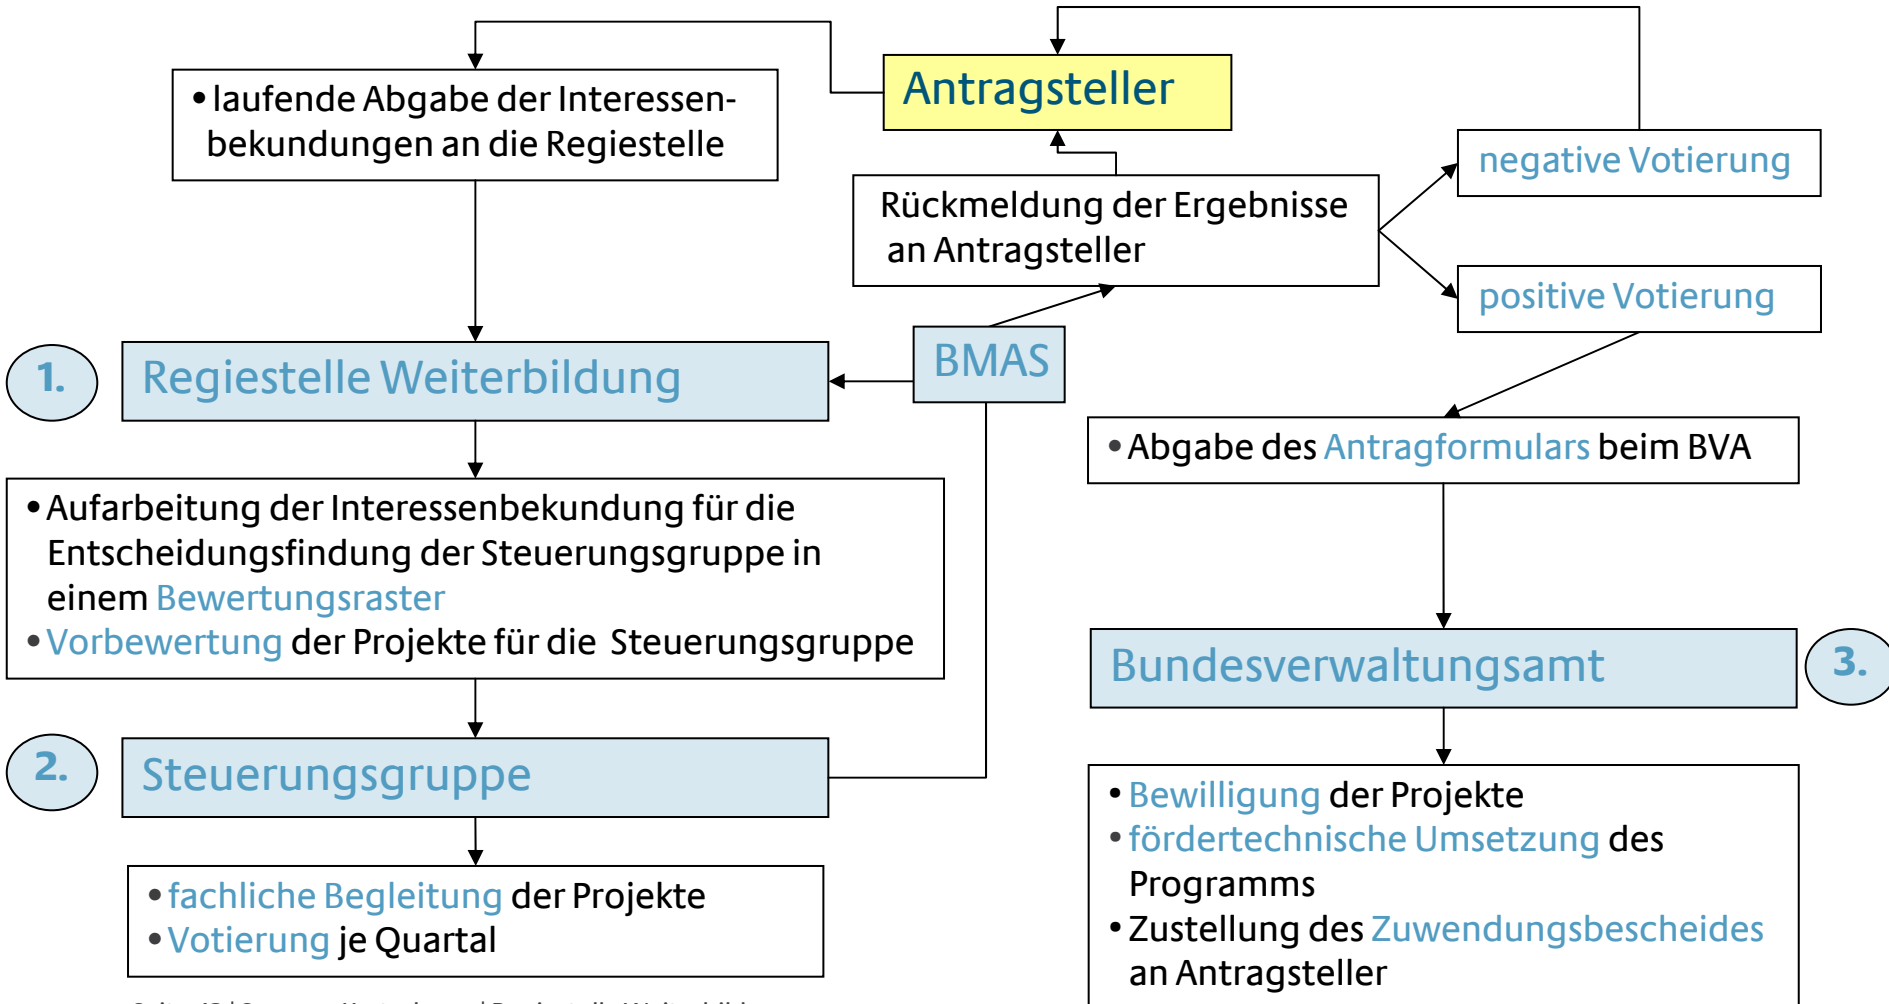 Antragsteller
• laufende Abgabe der Interessen-
bekundungen an die Regiestelle
negative Votierung
Rückmeldung der Ergebnisse
an Antragsteller
positive Votierung
BMAS
1.
Regiestelle Weiterbildung
• Abgabe des Antragformulars beim BVA
• Aufarbeitung der Interessenbekundung für die
Entscheidungsfindung der Steuerungsgruppe in
einem Bewertungsraster
• Vorbewertung der Projekte für die Steuerungsgruppe
Bundesverwaltungsamt
3.
2.
Steuerungsgruppe
• Bewilligung der Projekte
• fördertechnische Umsetzung des
Programms
• Zustellung des Zuwendungsbescheides
an Antragsteller
• fachliche Begleitung der Projekte
• Votierung je Quartal